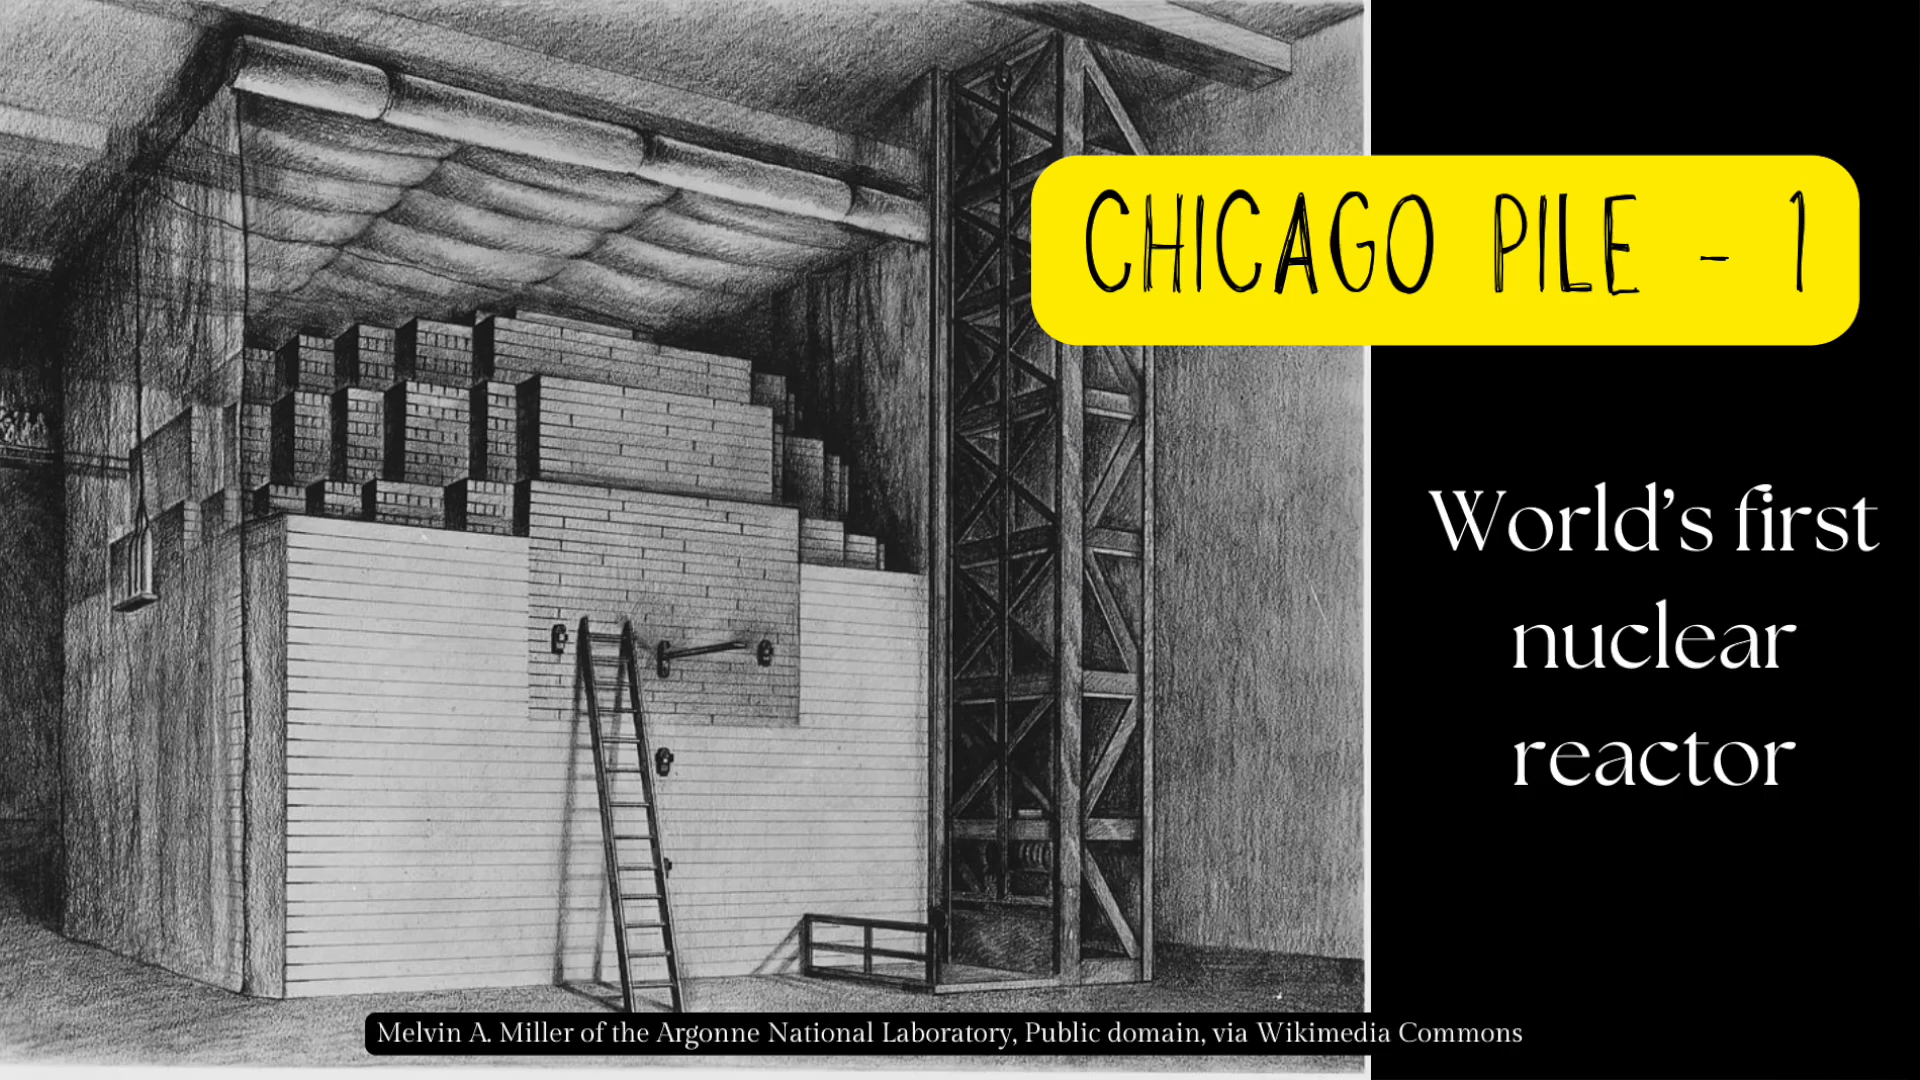 CHICAGO PILE - 1
World's first
nuclear
reactor
Melvin A. Miller of the Argonne National Laboratory, Public domain, via Wikimedia Commons